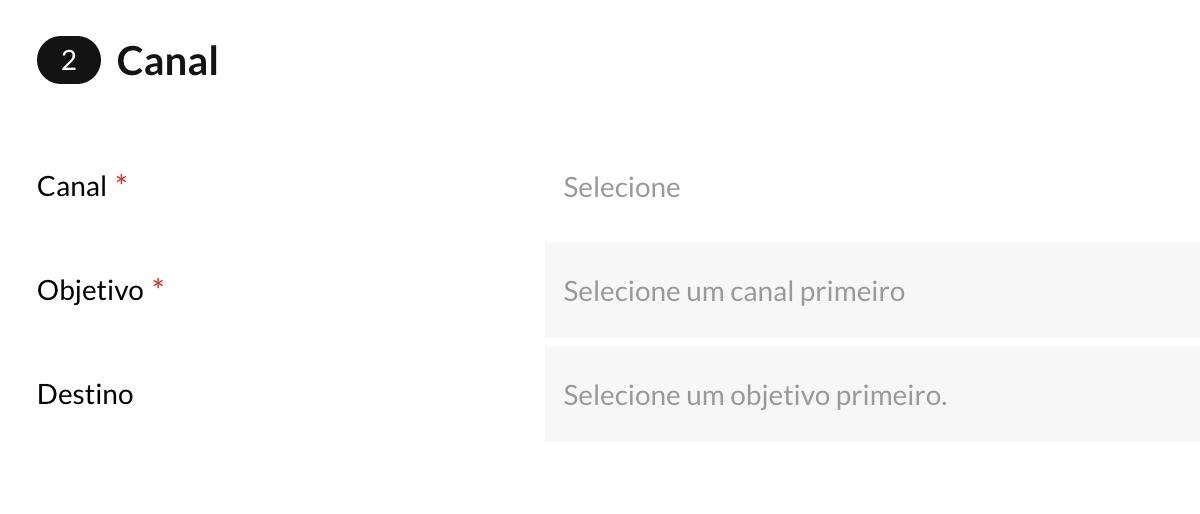 2 Canal
Canal * Selecione
Objetivo * Selecione um canal primeiro
Destino Selecione um objetivo primeiro.